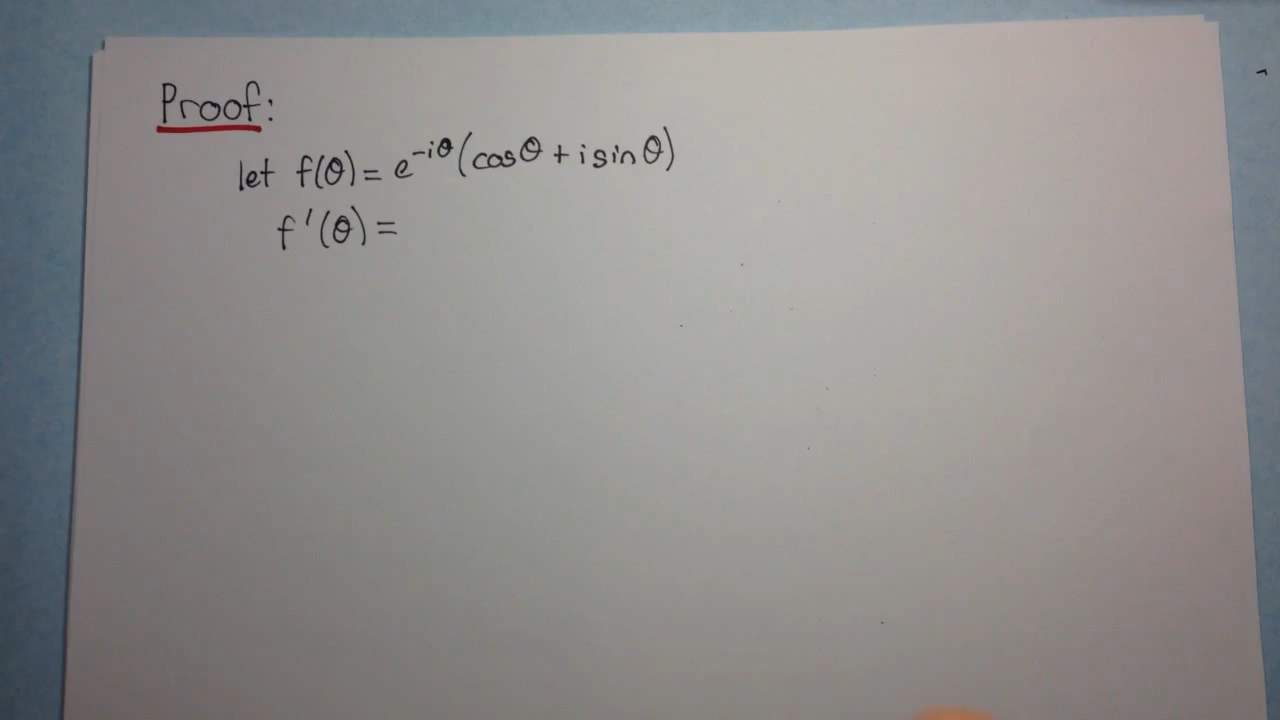 Proof:
let f(θ) = e^{-iθ}(cosθ + i sinθ)
f'(θ) =